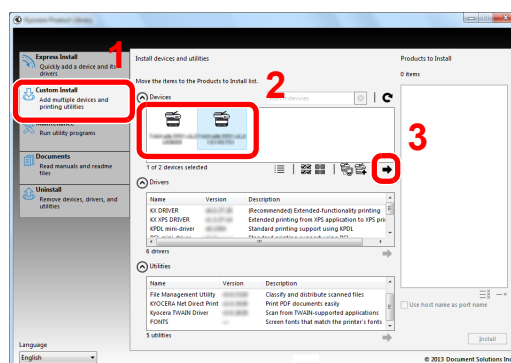 Kyocera Product Library
1
Express Install
Quickly add a device and its
drivers
Custom Install
Add multiple devices and
printing utilities
Maintenance
Run utility programs
Documents
Read manuals and readme
files
Uninstall
Remove devices, drivers, and
utilities
Language
English
Install devices and utilities
Move the items to the Products to Install list.
2
Devices
devices
1 of 2 devices selected
3
Drivers
Name Version Description
KX DRIVER (Recommended) Extended-functionality printing
KX XPS DRIVER Extended printing from XPS application to XPS pri
KPDL mini-driver Standard printing support using KPDL
6 drivers
Utilities
Name Version Description
File Management Utility Classify and distribute scanned files
KYOCERA Net Direct Print Print PDF documents easily
Kyocera TWAIN Driver Scan from TWAIN-supported applications
FONTS Screen fonts that match the printer's fonts
5 utilities
Products to Install
0 items
Use host name as port name
Install
© 2013 Document Solutions Inc